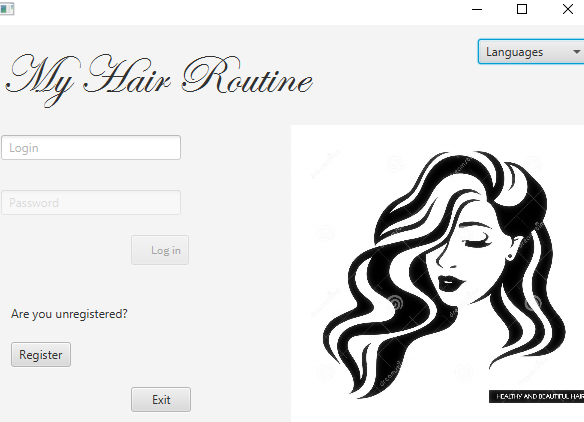 My Hair Routine
Languages
Login
Password
Log in
Are you unregistered?
Register
Exit
HEALTHY AND BEAUTIFUL HAIR